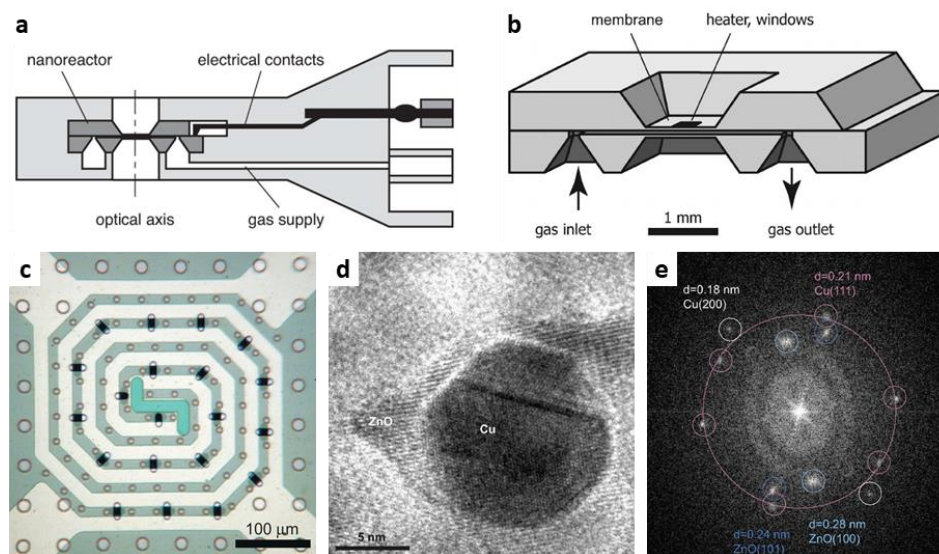 a
nanoreactor
electrical contacts
optical axis
gas supply
b
membrane
heater, windows
gas inlet
1 mm
gas outlet
c
100 µm
d
ZnO
Cu
5 nm
e
d=0.18 nm
Cu(200)
d=0.21 nm
Cu(111)
d=0.24 nm
ZnO(101)
d=0.28 nm
ZnO(100)